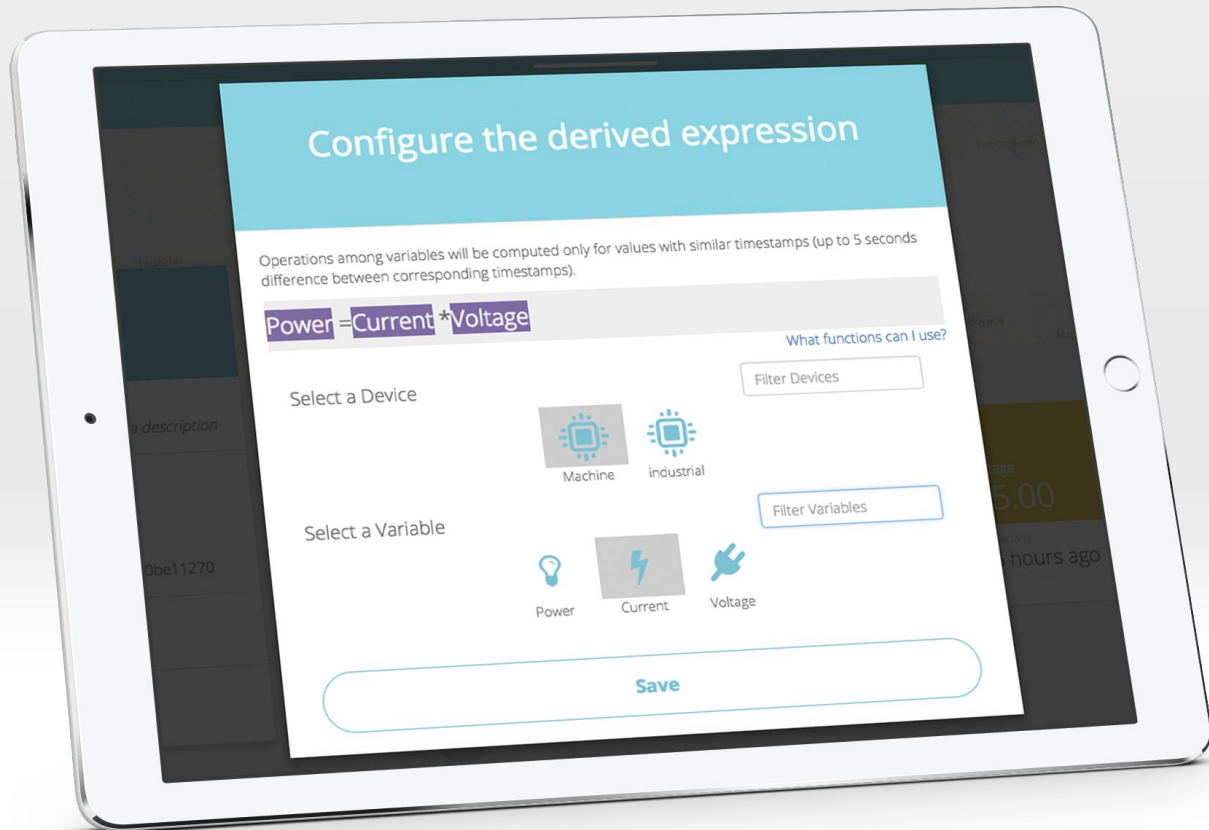 Configure the derived expression
Operations among variables will be computed only for values with similar timestamps (up to 5 seconds
difference between corresponding timestamps).
Power =Current *Voltage
What functions can I use?
Select a Device
Filter Devices
Machine
industrial
Select a Variable
Filter Variables
Power
Current
Voltage
Save
a description
0be11270
5.00
hours ago